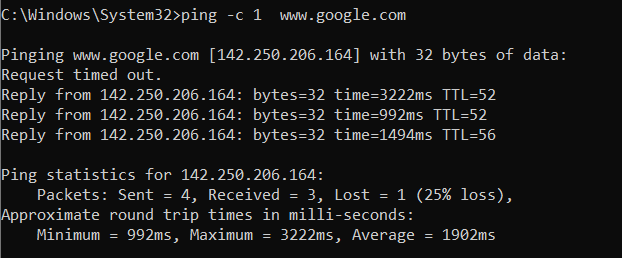 C:\Windows\System32>ping -c 1  www.google.com
Pinging www.google.com [142.250.206.164] with 32 bytes of data:
Request timed out.
Reply from 142.250.206.164: bytes=32 time=3222ms TTL=52
Reply from 142.250.206.164: bytes=32 time=992ms TTL=52
Reply from 142.250.206.164: bytes=32 time=1494ms TTL=56
Ping statistics for 142.250.206.164:
    Packets: Sent = 4, Received = 3, Lost = 1 (25% loss),
Approximate round trip times in milli-seconds:
    Minimum = 992ms, Maximum = 3222ms, Average = 1902ms